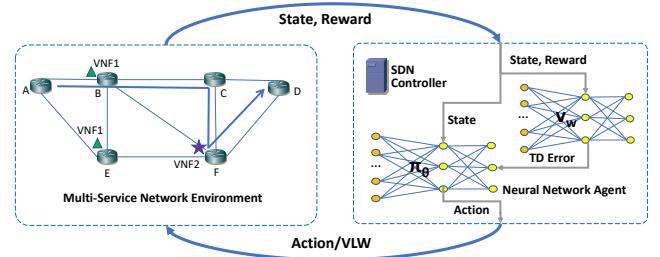 State, Reward
VNF1
A
B
C
D
VNF1
E
VNF2
F
Multi-Service Network Environment
SDN
Controller
State, Reward
State
...
V_w
TD Error
...
π_θ
Neural Network Agent
Action
Action/VLW